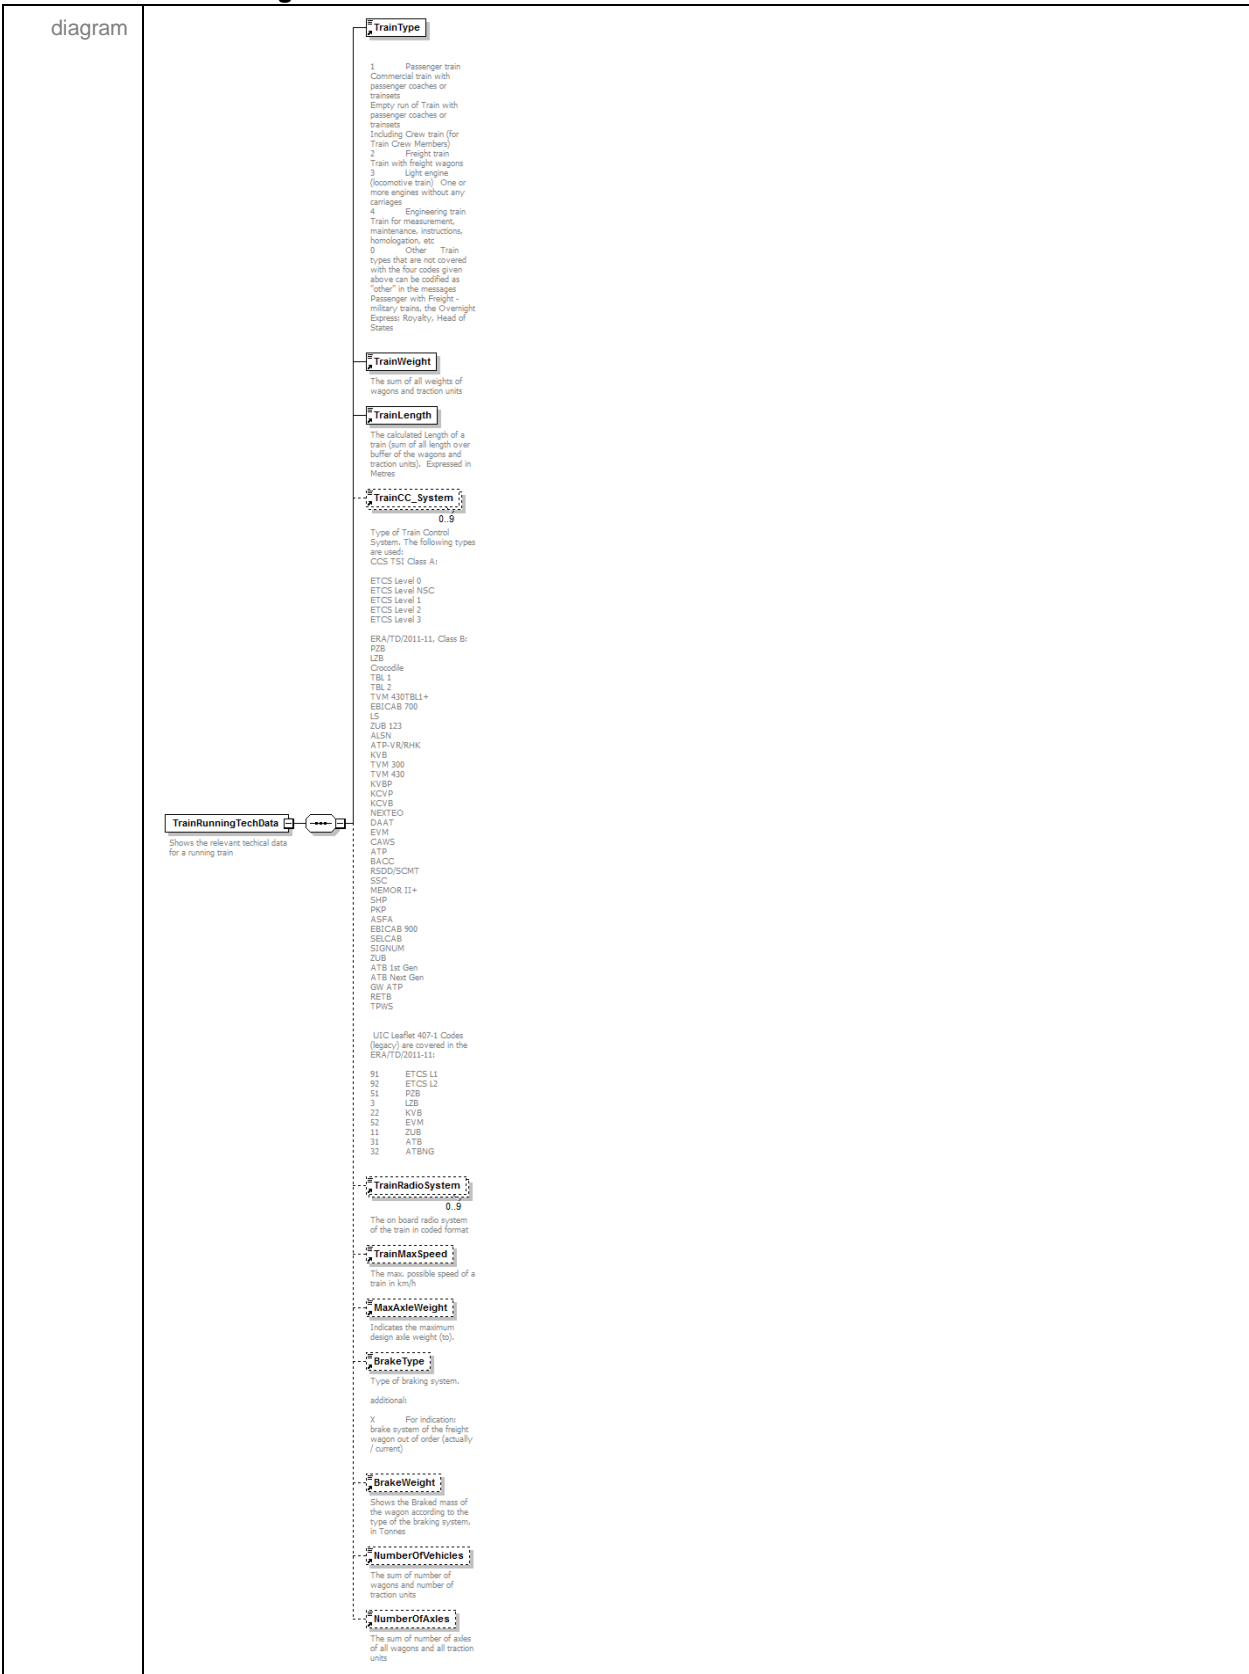 diagram
TrainType
1 Passenger train
Commercial train with
passenger coaches or
trainsets
Empty run of Train with
passenger coaches or
trainsets
Including Crew train (for
Train Crew Members)
2 Freight train
Train with freight wagons
3 Light engine
(locomotive train) One or
more engines without any
carriages
4 Engineering train
Train for measurement,
maintenance, instructions,
homologation, etc
0 Other Train
types that are not covered
with the four codes given
above can be codified as
"other" in the messages
Passenger with Freight -
military trains, the Overnight
Express; Royalty, Head of
States
TrainWeight
The sum of all weights of
wagons and traction units
TrainLength
The calculated Length of a
train (sum of all length over
buffer of the wagons and
traction units). Expressed in
Metres
TrainCC_System
0..9
Type of Train Control
System. The following types
are used:
CCS TSI Class A:
ETCS Level 0
ETCS Level NSC
ETCS Level 1
ETCS Level 2
ETCS Level 3
ERA/TD/2011-11, Class B:
PZB
LZB
Crocodile
TBL 1
TBL 2
TVM 430TBL1+
EBICAB 700
LS
ZUB 123
ALSN
ATP-VR/RHK
KVB
TVM 300
TVM 430
KVBP
KCVP
KCVB
NEXTEO
DAAT
EVM
CAWS
ATP
BACC
RSDD/SCMT
SSC
MEMOR II+
SHP
PKP
ASFA
EBICAB 900
SELCAB
SIGNUM
ZUB
ATB 1st Gen
ATB Next Gen
GW ATP
RETB
TPWS
UIC Leaflet 407-1 Codes
(legacy) are covered in the
ERA/TD/2011-11:
91 ETCS L1
92 ETCS L2
51 PZB
3 LZB
22 KVB
52 EVM
11 ZUB
31 ATB
32 ATBNG
TrainRunningTechData
Shows the relevant techical data
for a running train
TrainRadioSystem
0..9
The on board radio system
of the train in coded format
TrainMaxSpeed
The max. possible speed of a
train in km/h
MaxAxleWeight
Indicates the maximum
design axle weight (to).
BrakeType
Type of braking system.
additional:
X For indication:
brake system of the freight
wagon out of order (actually
/ current)
BrakeWeight
Shows the Braked mass of
the wagon according to the
type of the braking system,
in Tonnes
NumberOfVehicles
The sum of number of
wagons and number of
traction units
NumberOfAxles
The sum of number of axles
of all wagons and all traction
units